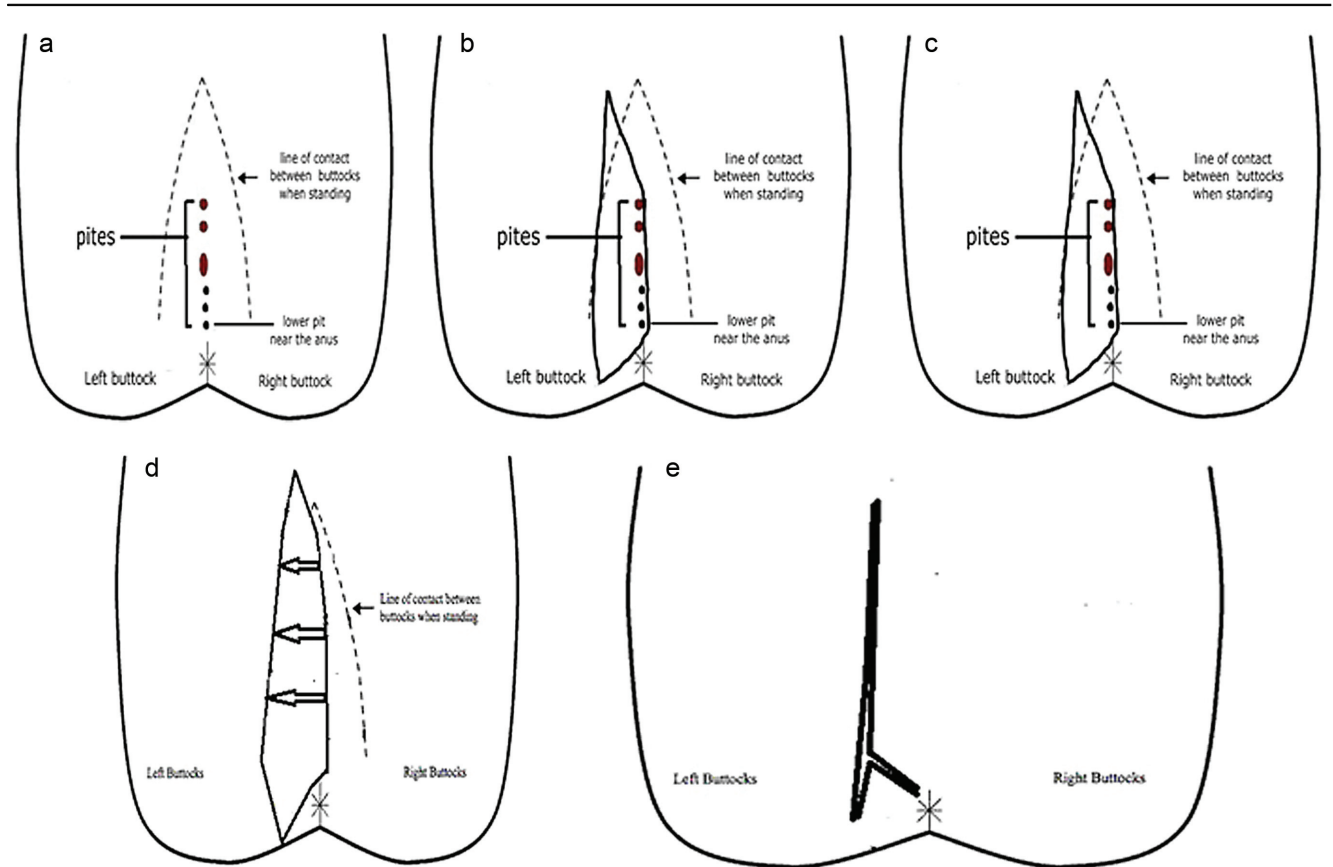 a
line of contact
between buttocks
when standing
pites
lower pit
near the anus
Left buttock
Right buttock
b
line of contact
between buttocks
when standing
pites
lower pit
near the anus
Left buttock
Right buttock
c
line of contact
between buttocks
when standing
pites
lower pit
near the anus
Left buttock
Right buttock
d
Line of contact between
buttocks when standing
Left Buttocks
Right Buttocks
e
Left Buttocks
Right Buttocks